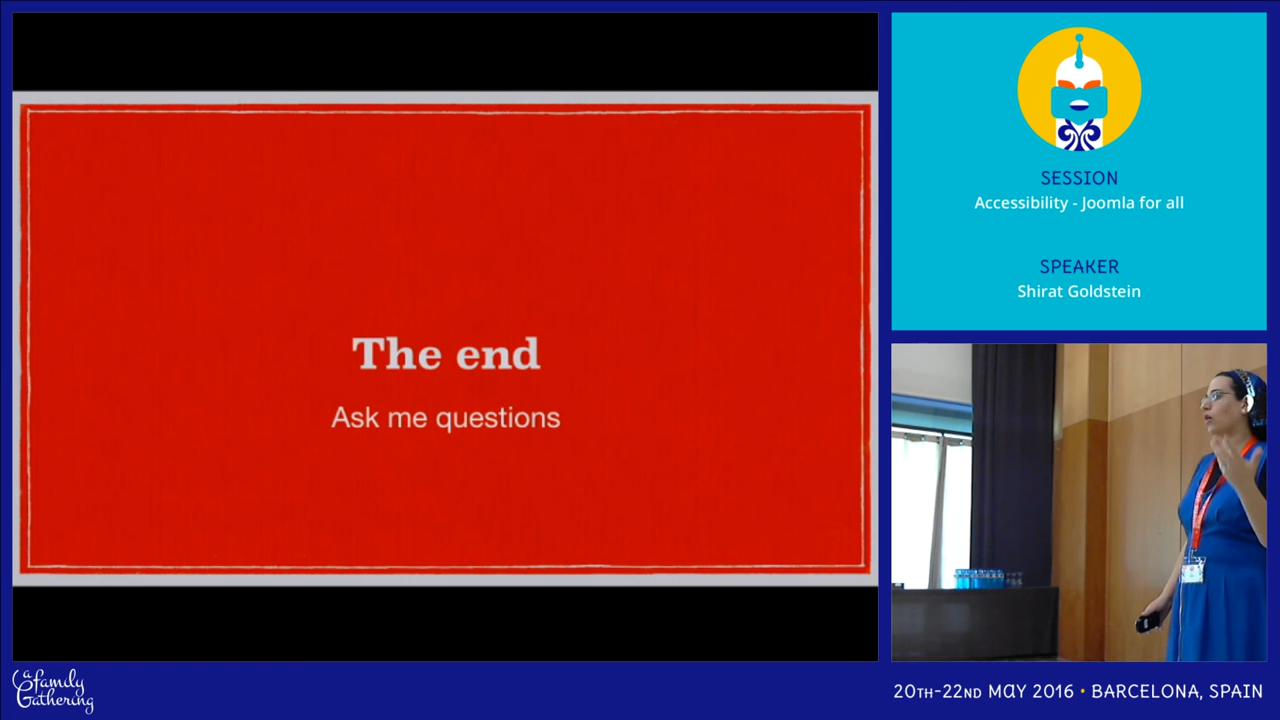 The end
Ask me questions
SESSION
Accessibility - Joomla for all
SPEAKER
Shirat Goldstein
a family
Gathering
20TH-22ND MAY 2016 • BARCELONA, SPAIN